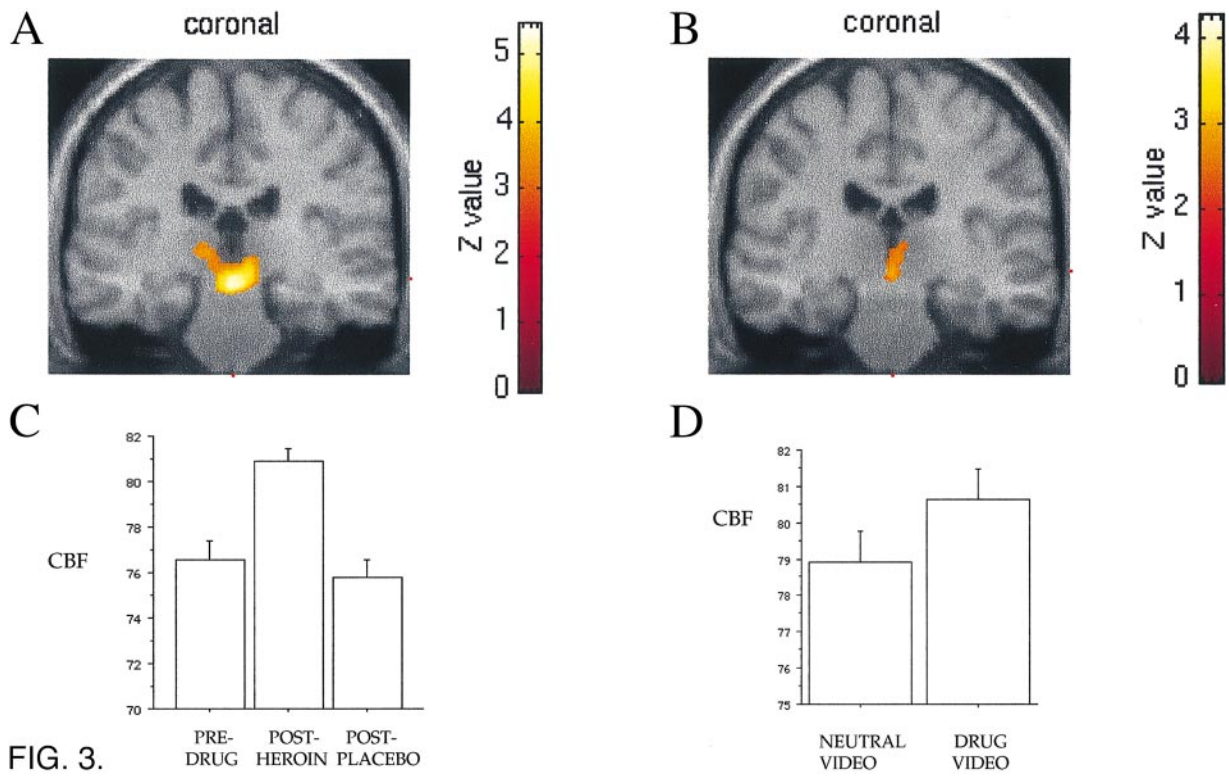 A
coronal
5
4
3
2
1
0
Z value
B
coronal
4
3
2
1
0
Z value
C
82
80
78
76
74
72
70
CBF
PRE-
DRUG
POST-
HEROIN
POST-
PLACEBO
D
82
81
80
79
78
77
76
75
CBF
NEUTRAL
VIDEO
DRUG
VIDEO
FIG. 3.